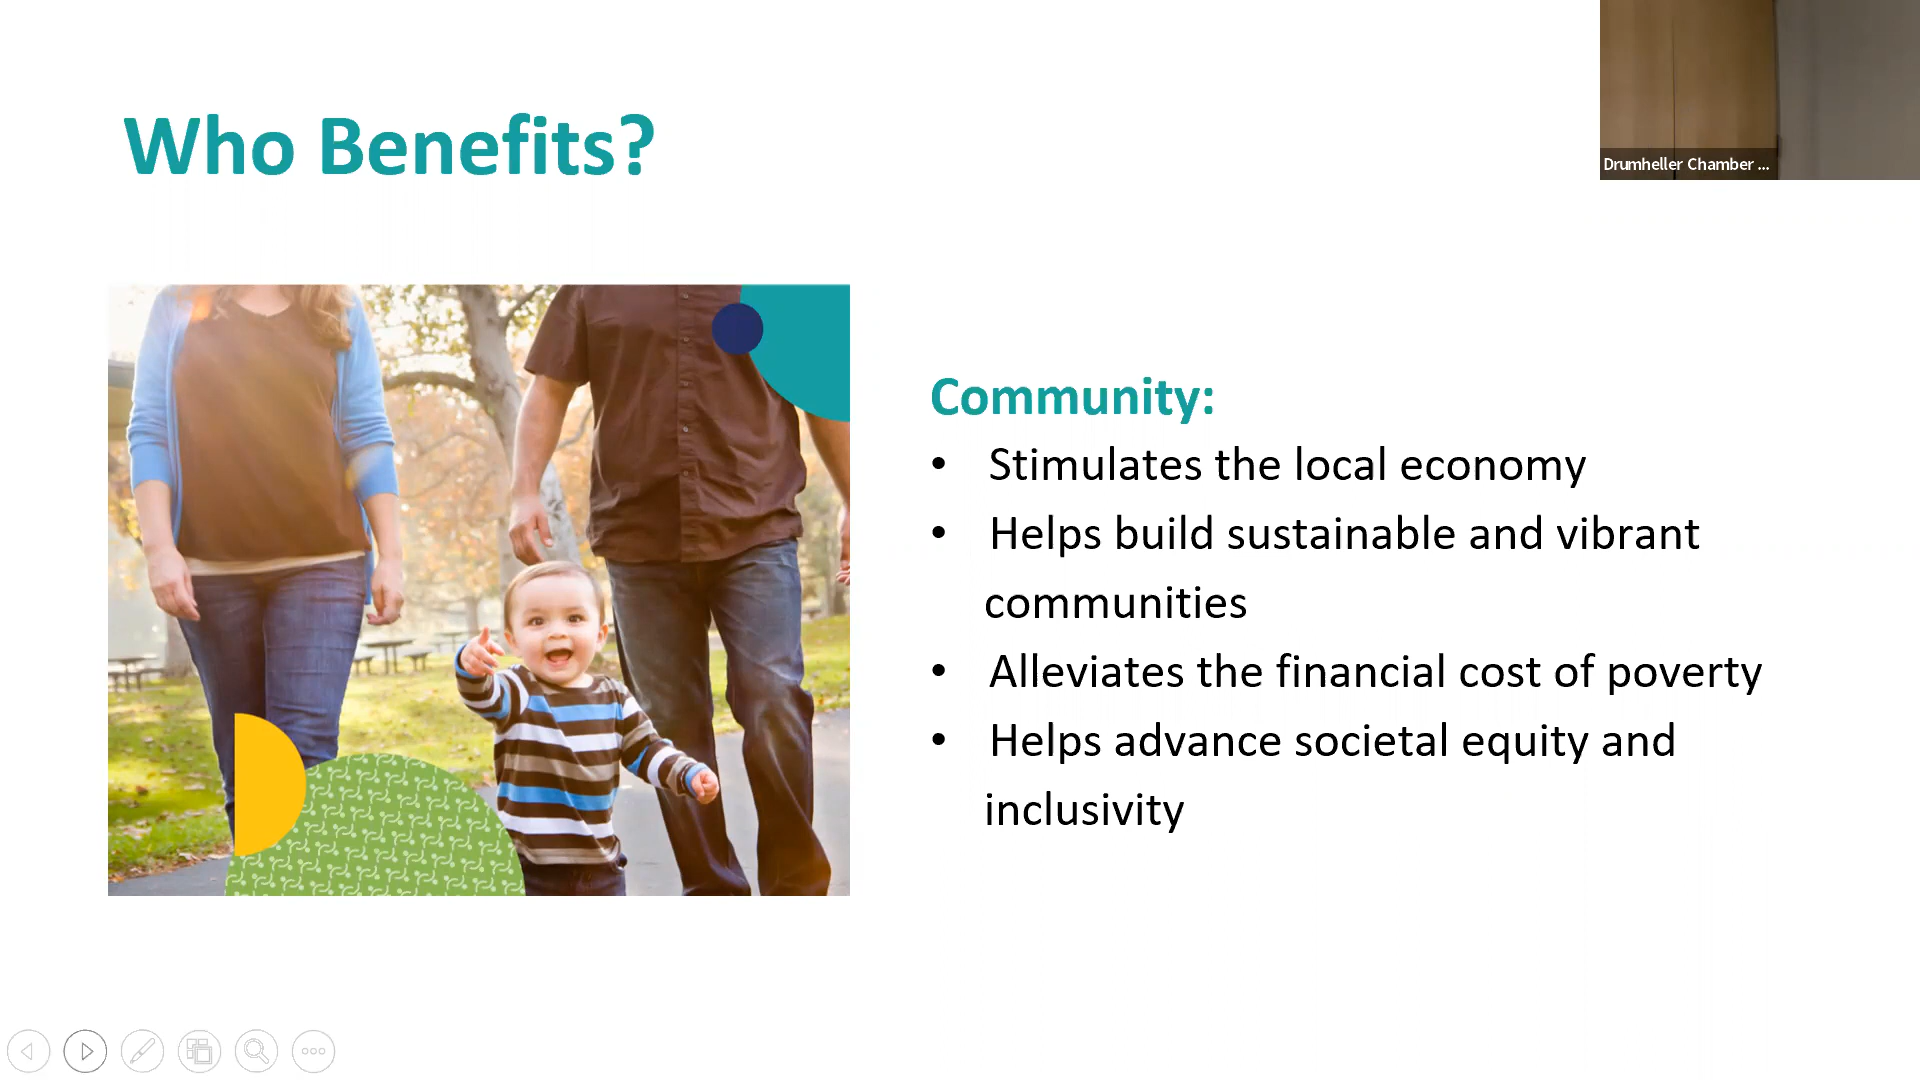 Who Benefits?
Drumheller Chamber ...
Community:
• Stimulates the local economy
• Helps build sustainable and vibrant
communities
• Alleviates the financial cost of poverty
• Helps advance societal equity and
inclusivity